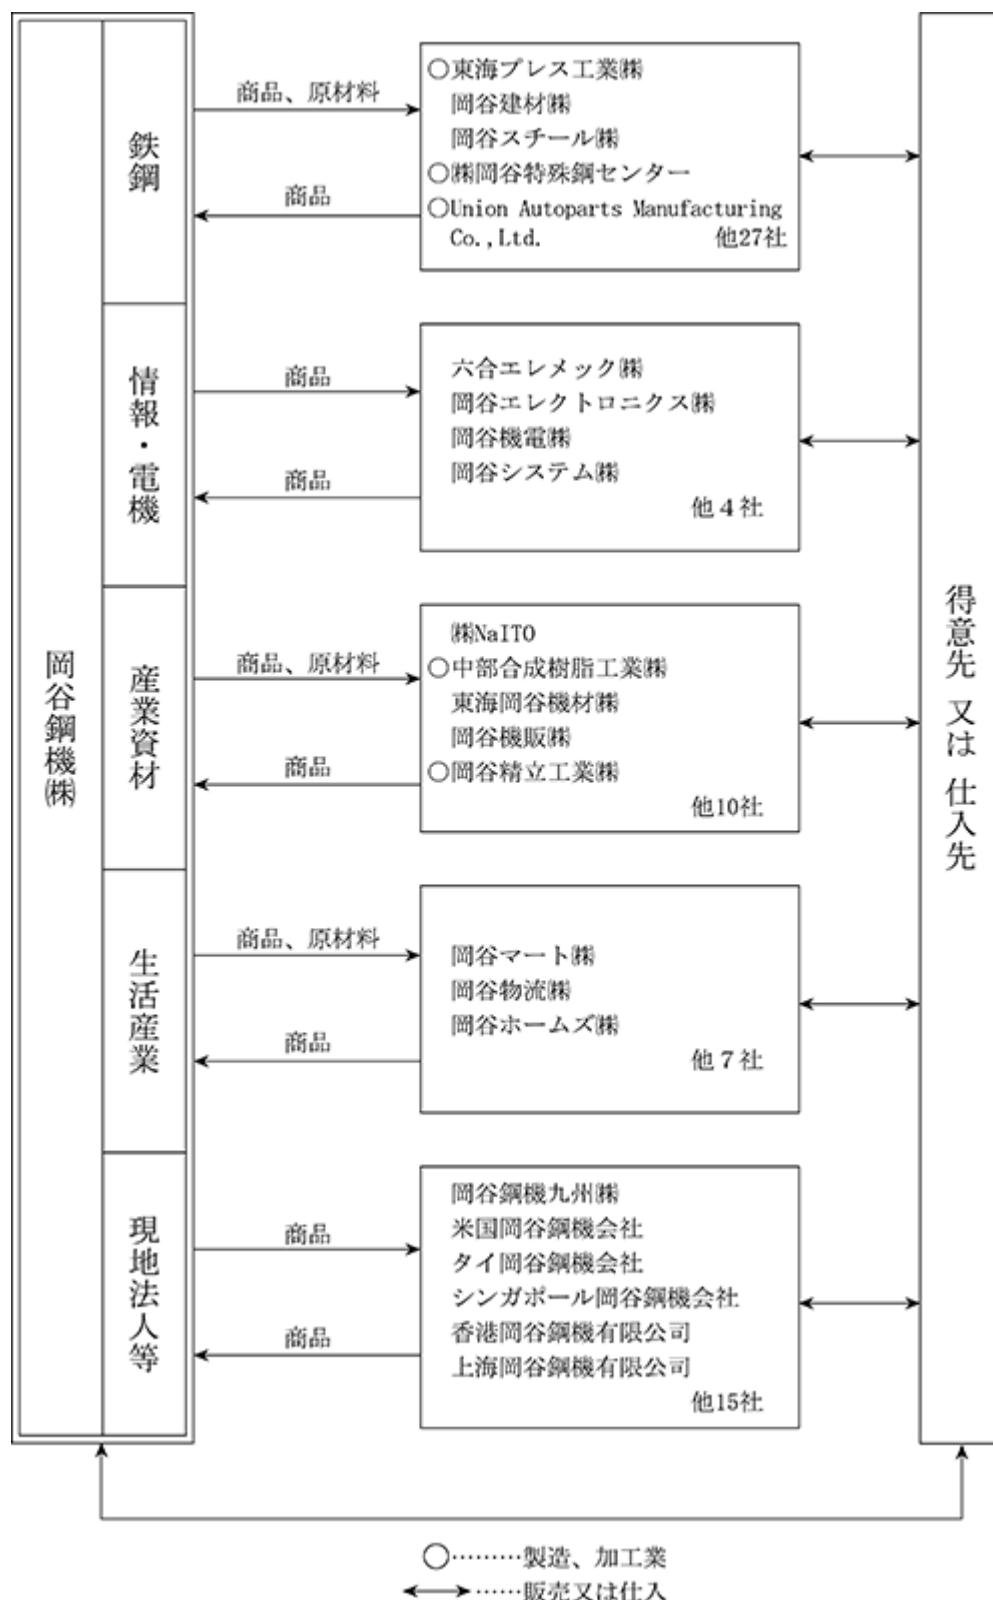 岡谷鋼機㈱
鉄鋼
商品、原材料
商品
○東海プレス工業㈱
岡谷建材㈱
岡谷スチール㈱
○㈱岡谷特殊鋼センター
○Union Autoparts Manufacturing
Co.,Ltd. 他27社
情報・電機
商品
商品
六合エレメック㈱
岡谷エレクトロニクス㈱
岡谷機電㈱
岡谷システム㈱
他４社
産業資材
商品、原材料
商品
㈱NaITO
○中部合成樹脂工業㈱
東海岡谷機材㈱
岡谷機販㈱
○岡谷精立工業㈱
他10社
生活産業
商品、原材料
商品
岡谷マート㈱
岡谷物流㈱
岡谷ホームズ㈱
他７社
現地法人等
商品
商品
岡谷鋼機九州㈱
米国岡谷鋼機会社
タイ岡谷鋼機会社
シンガポール岡谷鋼機会社
香港岡谷鋼機有限公司
上海岡谷鋼機有限公司
他15社
得意先 又は 仕入先
○………製造、加工業
←→……販売又は仕入